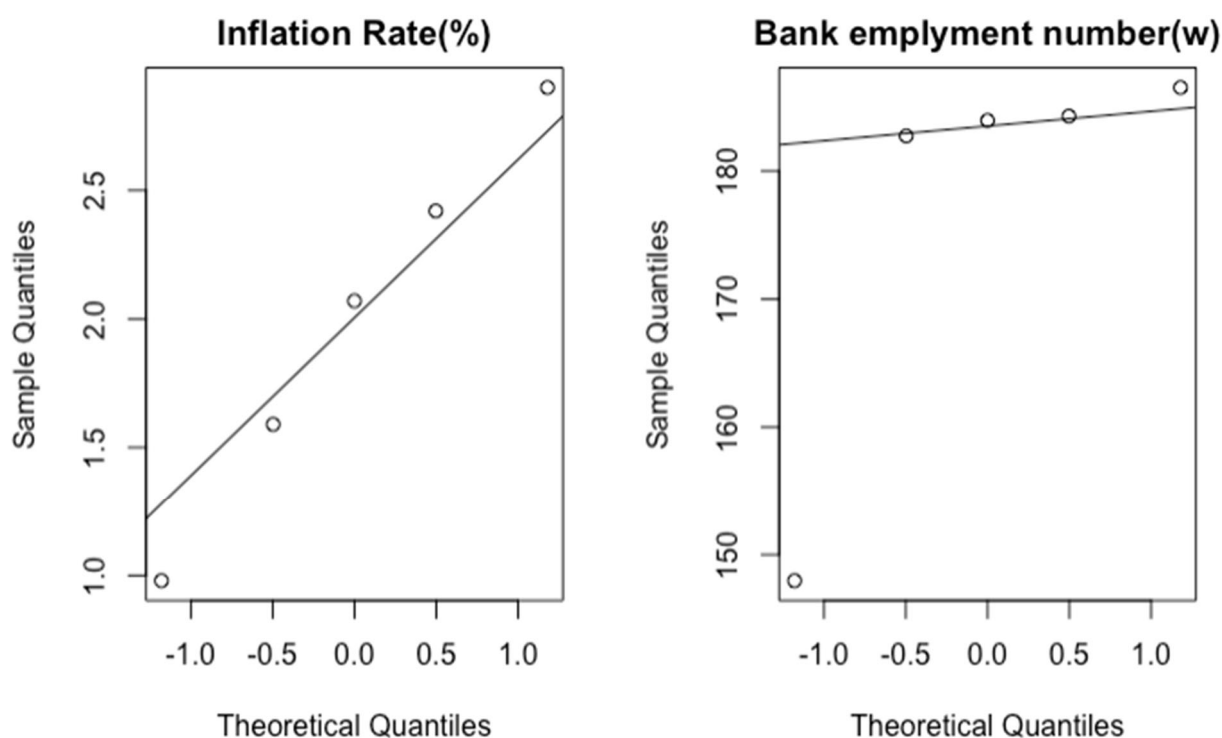 Inflation Rate(%)
Sample Quantiles
2.5
2.0
1.5
1.0
-1.0 -0.5 0.0 0.5 1.0
Theoretical Quantiles
Bank emplyment number(w)
Sample Quantiles
180
170
160
150
-1.0 -0.5 0.0 0.5 1.0
Theoretical Quantiles